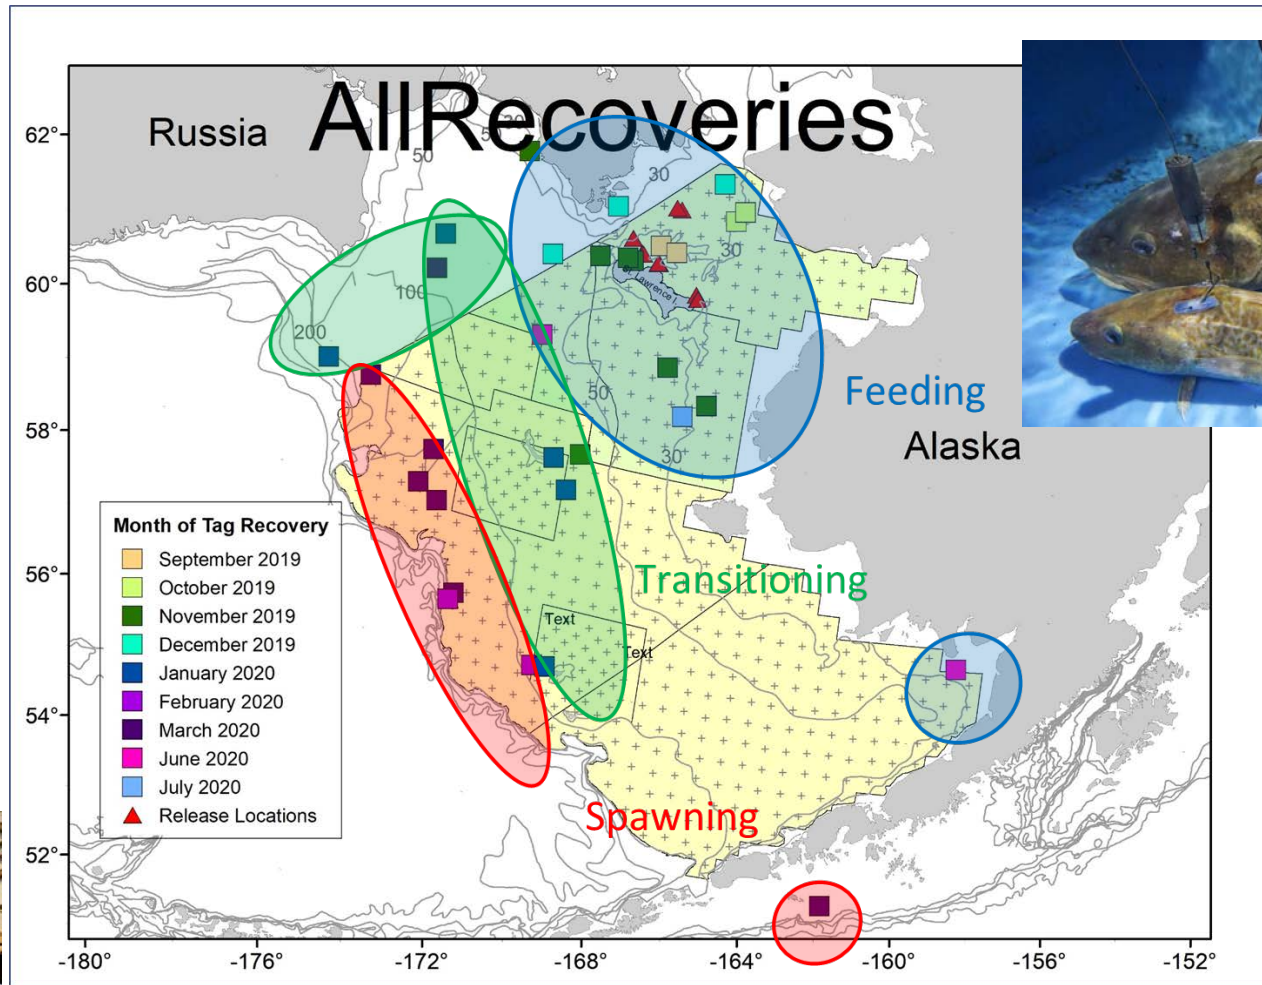 AllRecoveries
Russia
Alaska
Feeding
Transitioning
Spawning
62°
60°
58°
56°
54°
52°
-180°
-176°
-172°
-168°
-164°
-160°
-156°
-152°
50
30
30
100
200
50
30
Lawrence I.
Text
Text
Month of Tag Recovery
September 2019
October 2019
November 2019
December 2019
January 2020
February 2020
March 2020
June 2020
July 2020
Release Locations